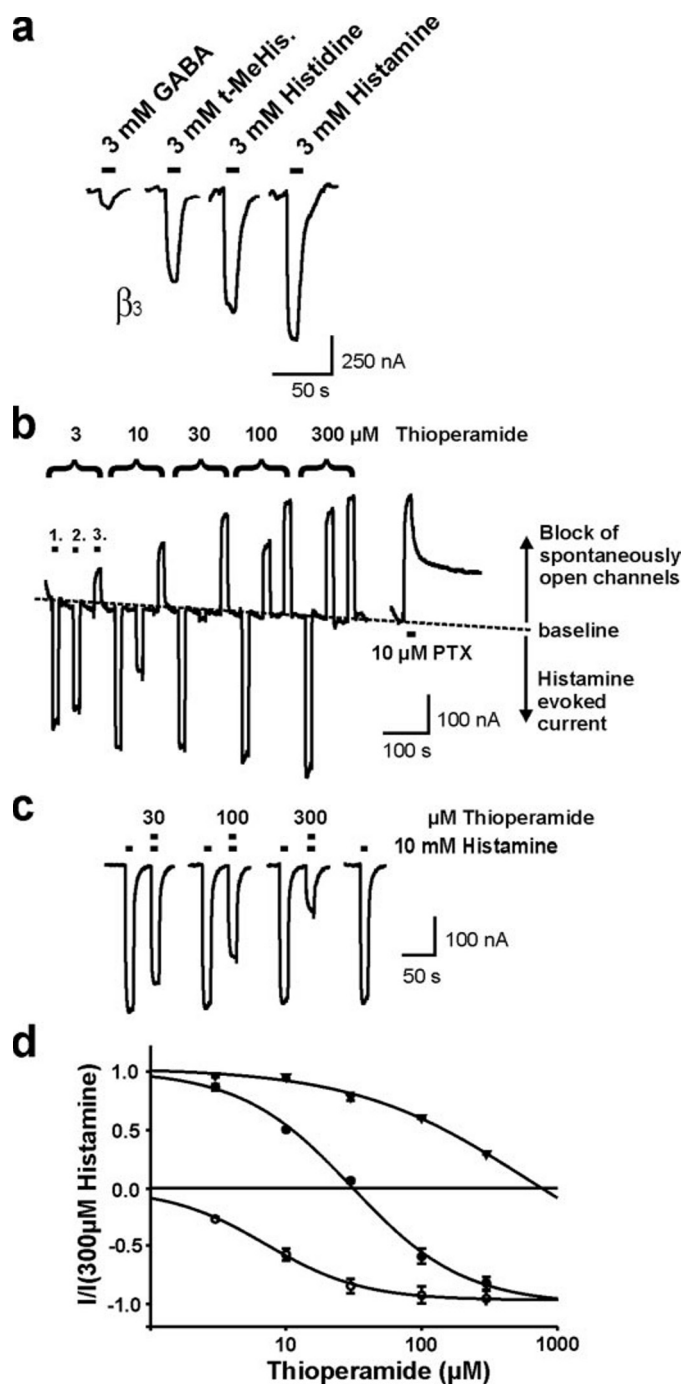 a
3 mM GABA
3 mM t-MeHis.
3 mM Histidine
3 mM Histamine
β3
250 nA
50 s
b
3 10 30 100 300 µM Thioperamide
1. 2. 3.
Block of
spontaneously
open channels
baseline
10 µM PTX
Histamine
evoked
current
100 nA
100 s
c
30 100 300 µM Thioperamide
10 mM Histamine
100 nA
50 s
d
I/I(300µM Histamine)
1.0
0.5
0.0
-0.5
-1.0
10 100 1000
Thioperamide (µM)